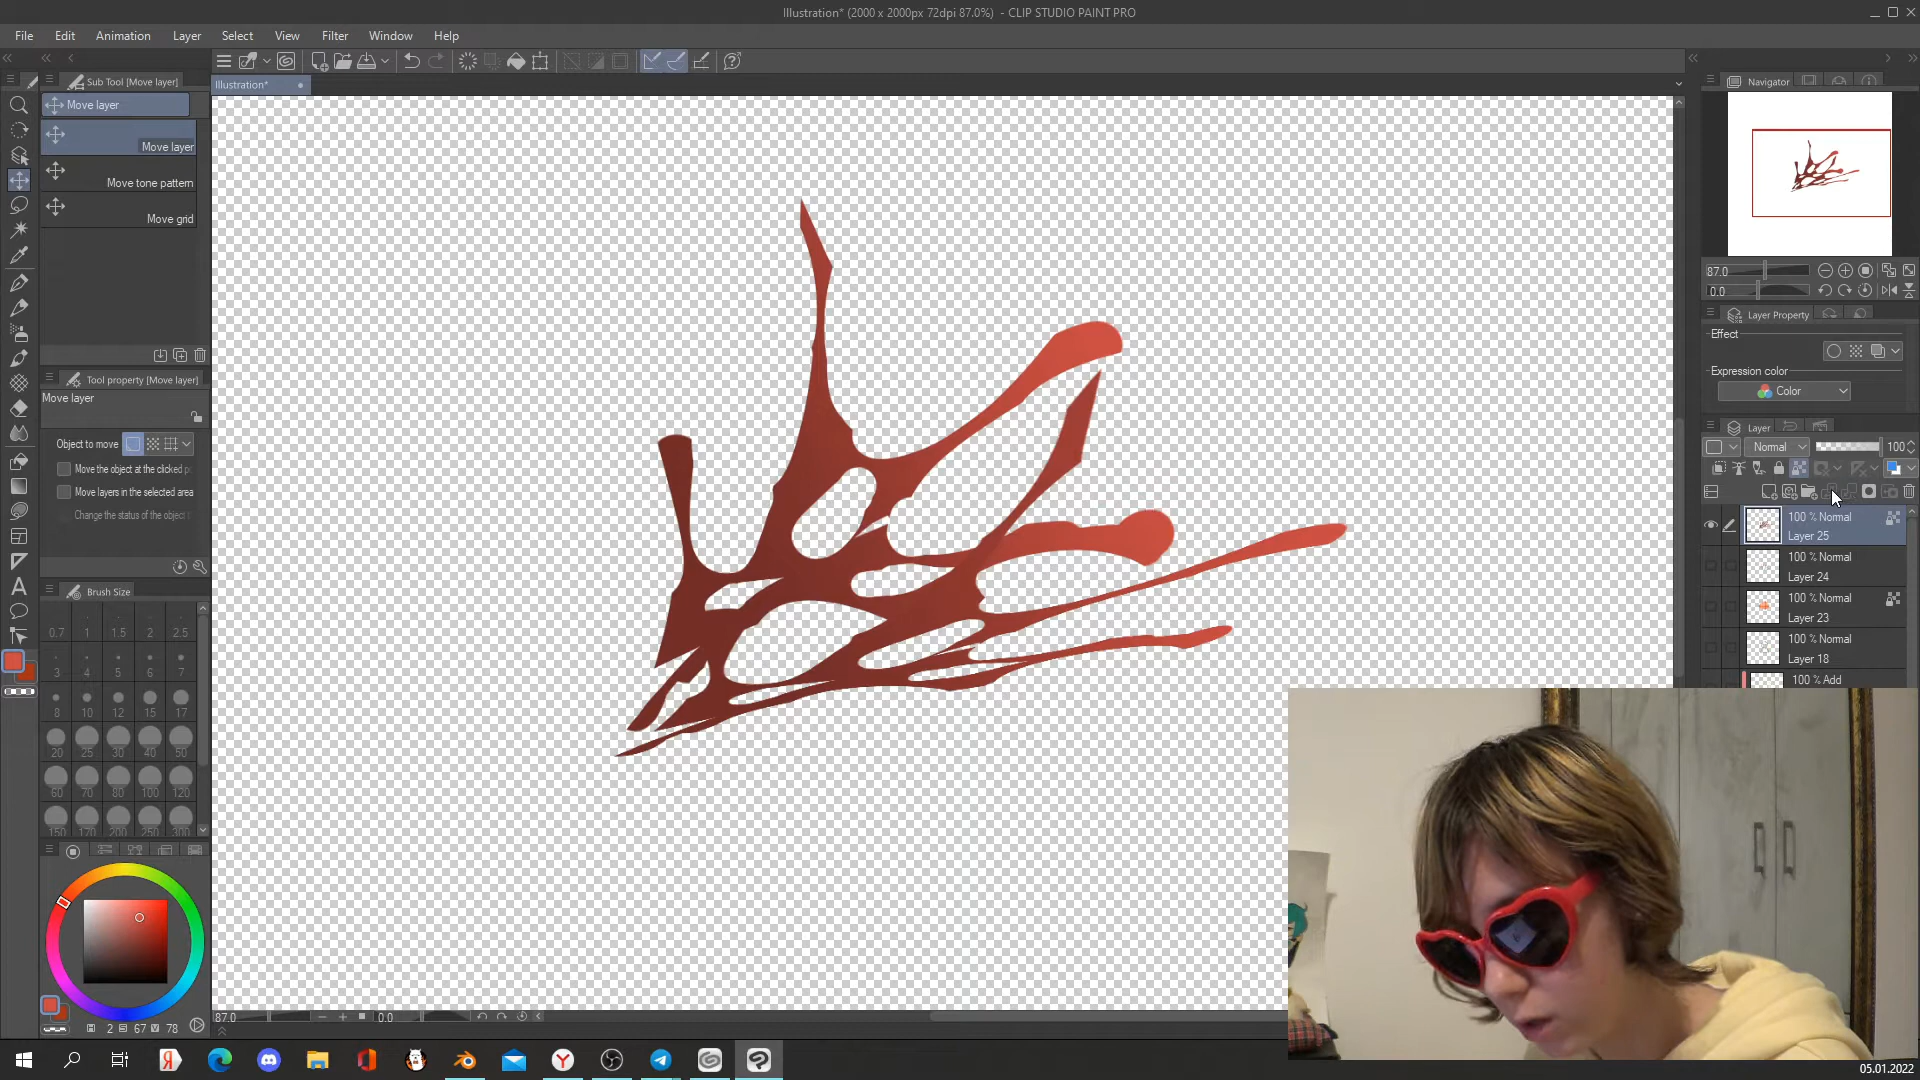 Illustration* (2000 x 2000px 72dpi 87.0%) - CLIP STUDIO PAINT PRO
File Edit Animation Layer Select View Filter Window Help
Sub Tool [Move layer]
Illustration*
Navigator
Move layer
Move layer
Move tone pattern
Move grid
87.0
0.0
Layer Property
Effect
Expression color
Color
Tool property [Move layer]
Move layer
Layer
Object to move
Normal 100
Move the object at the clicked p
Move layers in the selected area
Change the status of the object
100 % Normal
Layer 25
100 % Normal
Layer 24
100 % Normal
Layer 23
100 % Normal
Layer 18
100 % Add
Brush Size
0.7 1 1.5 2 2.5
3 4 5 6 7
8 10 12 15 17
20 25 30 40 50
60 70 80 100 120
150 170 200 250 300
87.0 0.0
H 2 S 67 V 78
05.01.2022